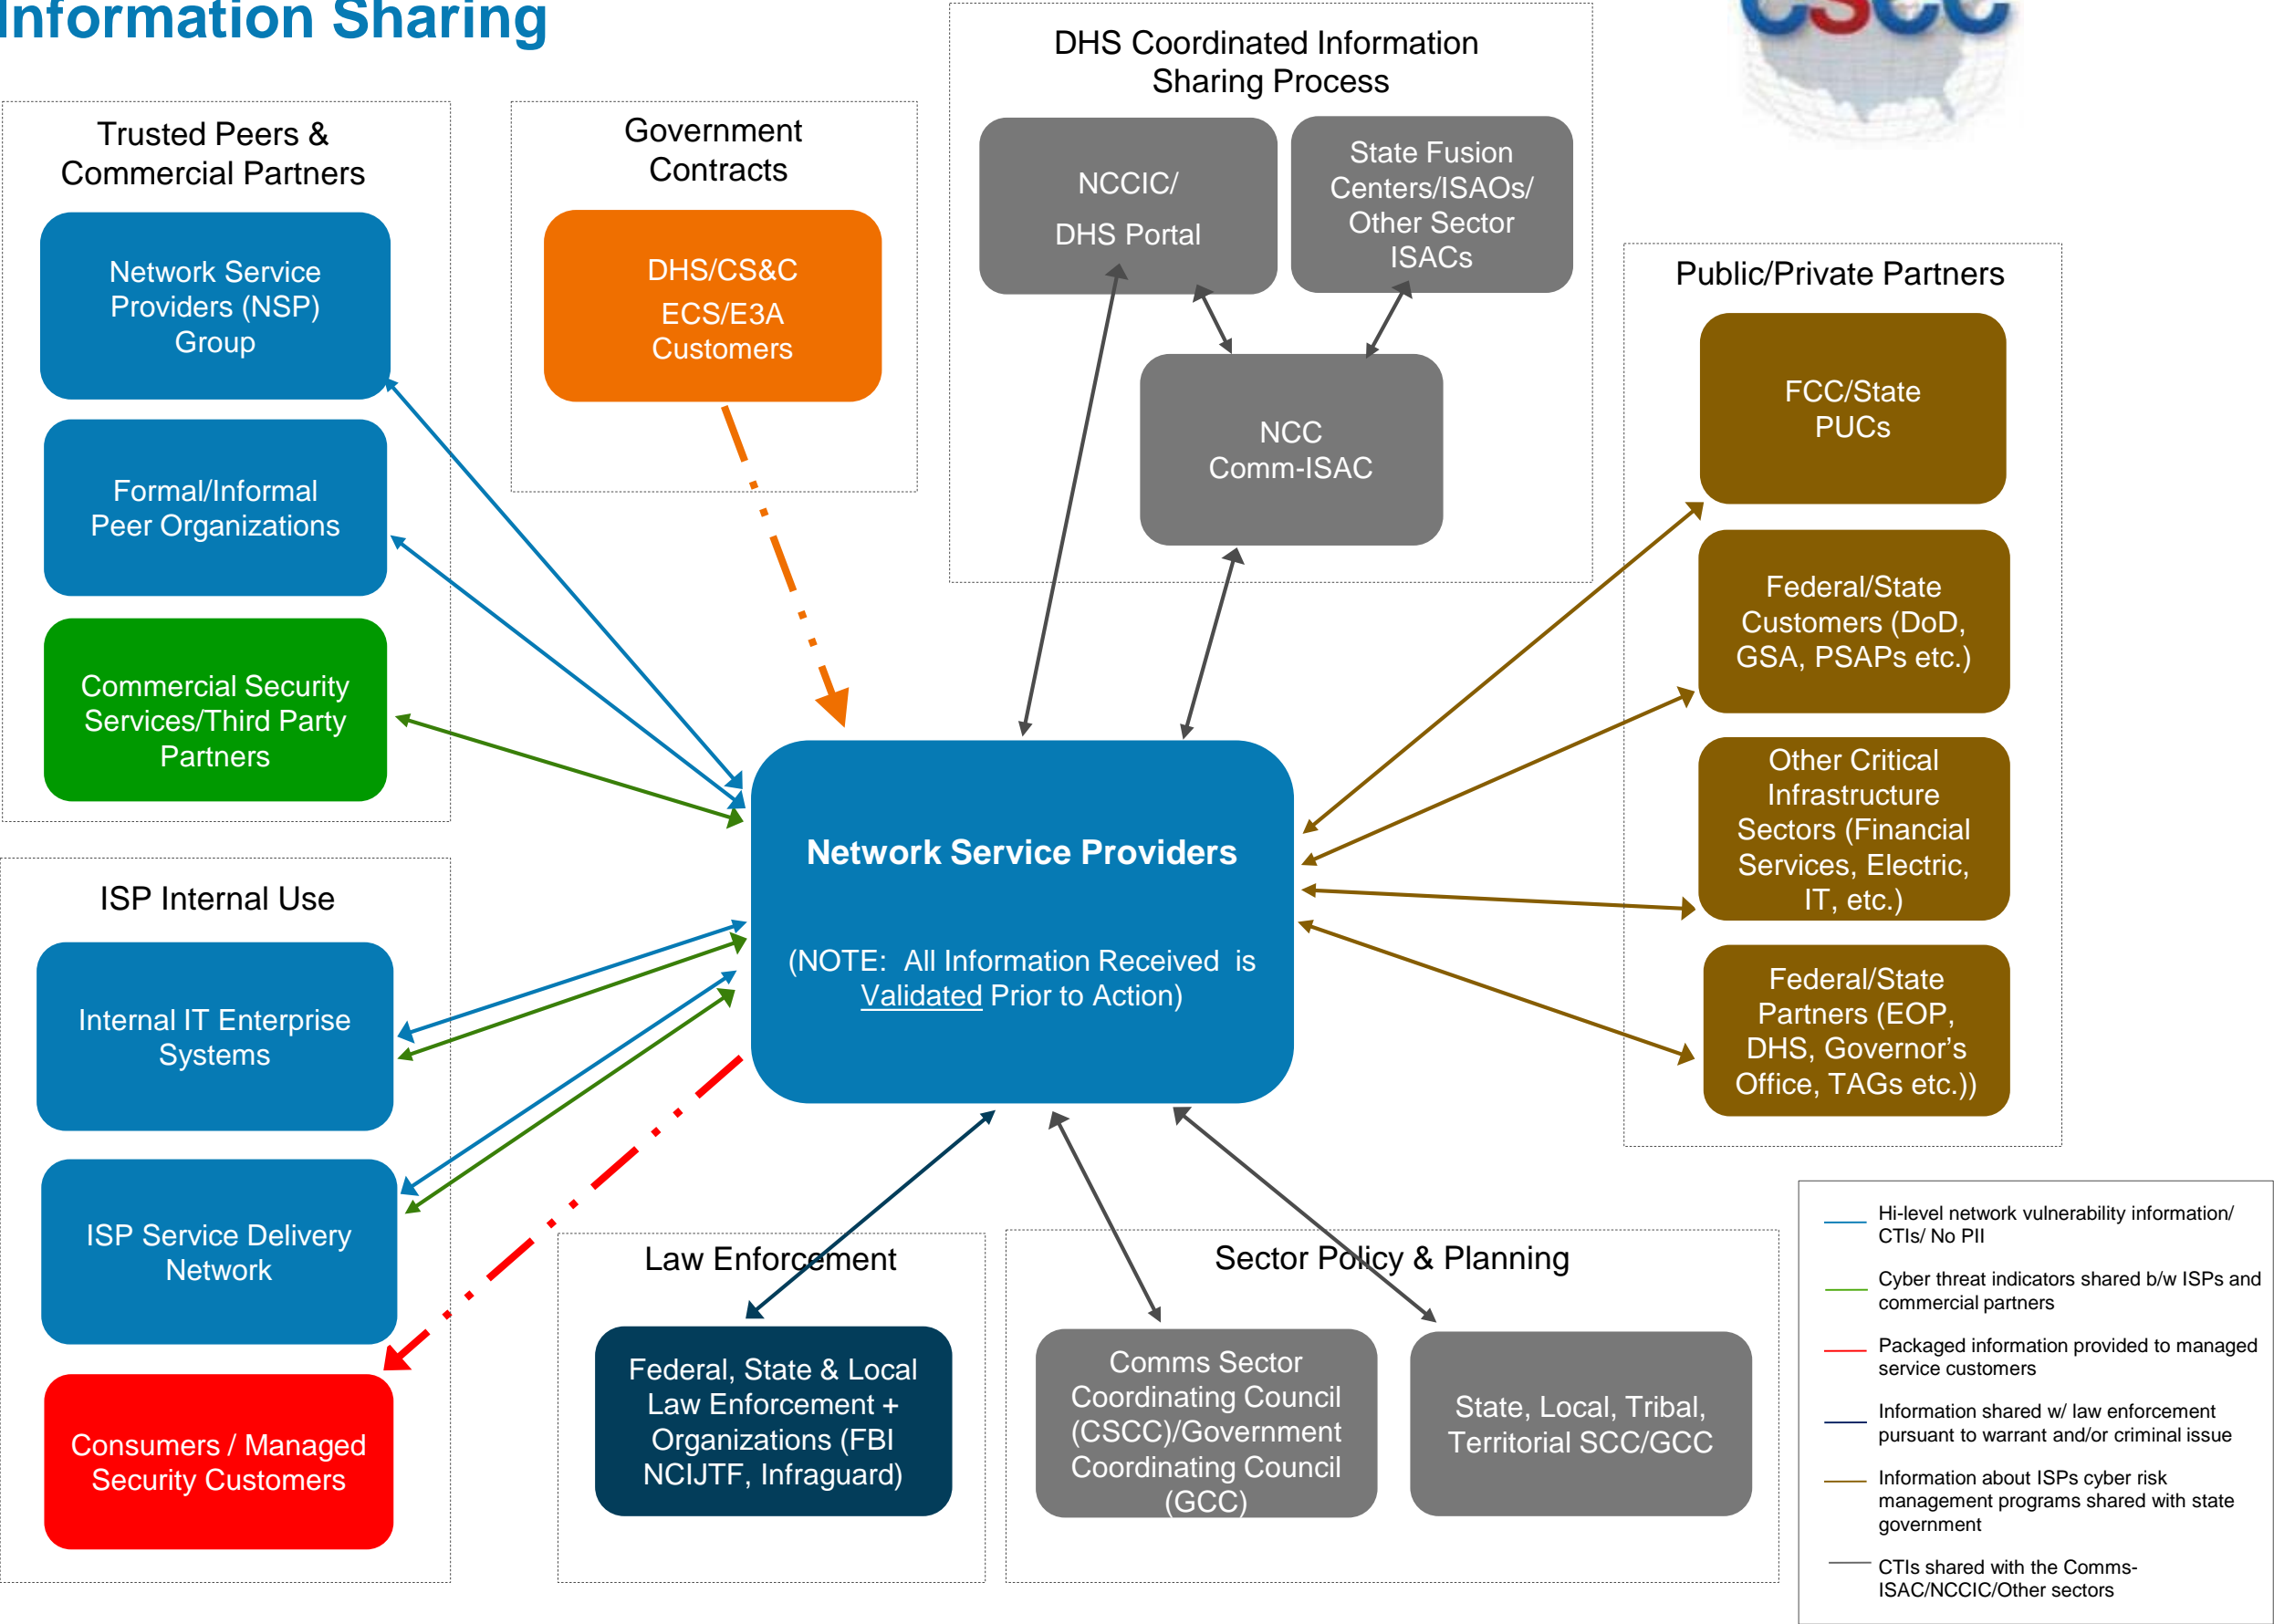 Information Sharing
CSCC
DHS Coordinated Information
Sharing Process
Trusted Peers &
Commercial Partners
Government
Contracts
NCCIC/
DHS Portal
State Fusion
Centers/ISAOs/
Other Sector
ISACs
Network Service
Providers (NSP)
Group
DHS/CS&C
ECS/E3A
Customers
Public/Private Partners
FCC/State
PUCs
NCC
Comm-ISAC
Formal/Informal
Peer Organizations
Federal/State
Customers (DoD,
GSA, PSAPs etc.)
Commercial Security
Services/Third Party
Partners
Other Critical
Infrastructure
Sectors (Financial
Services, Electric,
IT, etc.)
Network Service Providers
(NOTE: All Information Received is
Validated Prior to Action)
ISP Internal Use
Internal IT Enterprise
Systems
Federal/State
Partners (EOP,
DHS, Governor’s
Office, TAGs etc.))
ISP Service Delivery
Network
Consumers / Managed
Security Customers
Law Enforcement
Federal, State & Local
Law Enforcement +
Organizations (FBI
NCIJTF, Infraguard)
Sector Policy & Planning
Comms Sector
Coordinating Council
(CSCC)/Government
Coordinating Council
(GCC)
State, Local, Tribal,
Territorial SCC/GCC
Hi-level network vulnerability information/
CTIs/ No PII
Cyber threat indicators shared b/w ISPs and
commercial partners
Packaged information provided to managed
service customers
Information shared w/ law enforcement
pursuant to warrant and/or criminal issue
Information about ISPs cyber risk
management programs shared with state
government
CTIs shared with the Comms-
ISAC/NCCIC/Other sectors